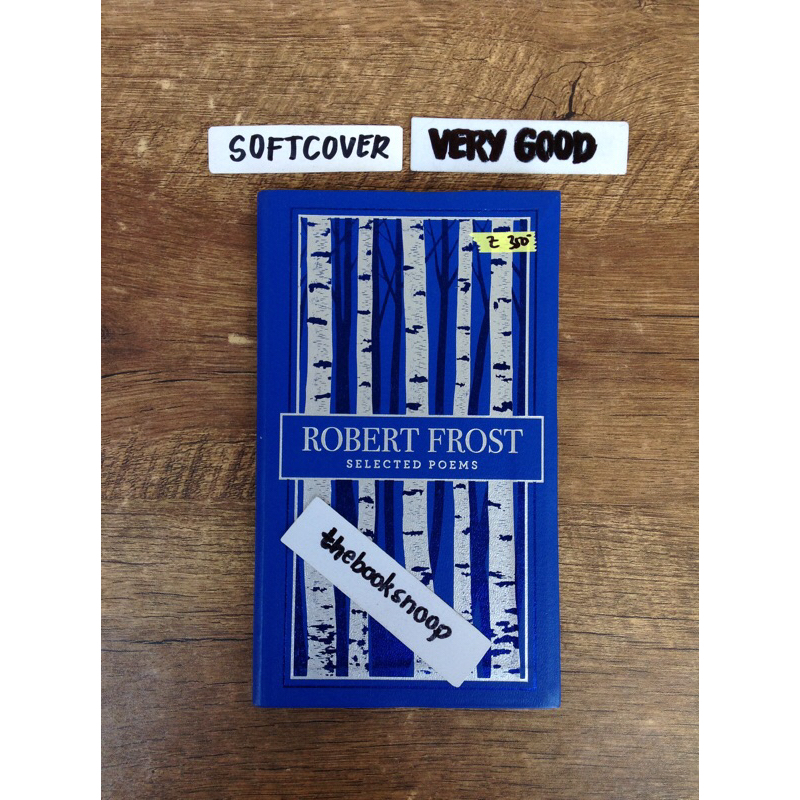 SOFTCOVER
VERY GOOD
Z 350-
ROBERT FROST
SELECTED POEMS
thebooksnoop